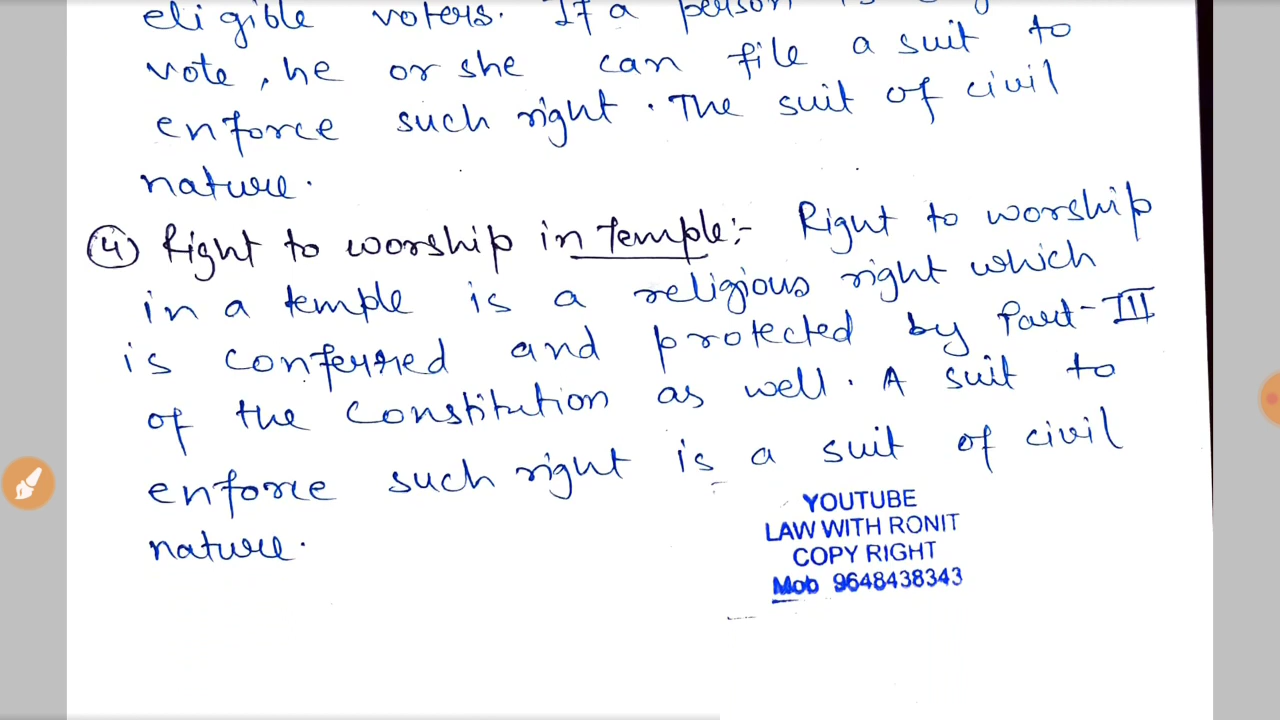 eligible voters. If a person
vote, he or she can file a suit to
enforce such right. The suit of civil
nature.
④ Right to worship in temple:- Right to worship
in a temple is a religious right which
is conferred and protected by Part-III
of the Constitution as well. A suit to
enforce such right is a suit of civil
nature.
YOUTUBE
LAW WITH RONIT
COPY RIGHT
Mob 9648438343